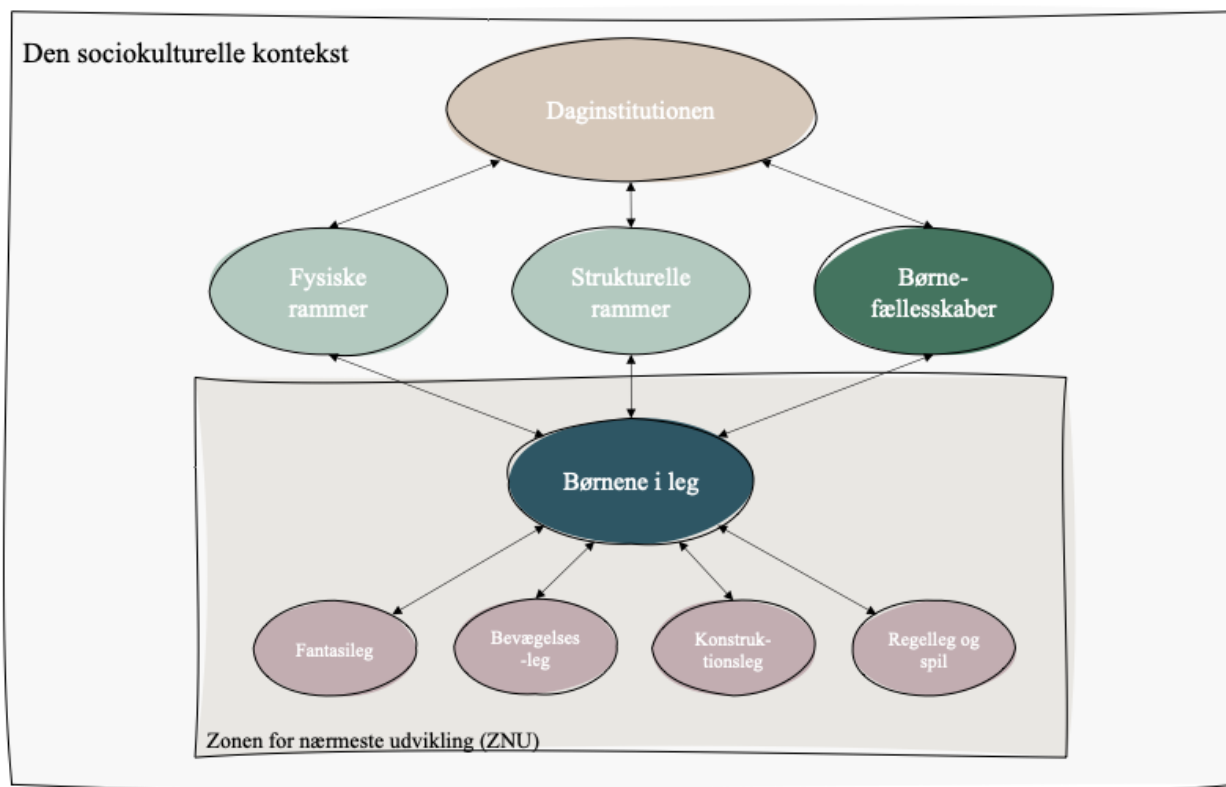 Den sociokulturelle kontekst
Daginstitutionen
Fysiske
rammer
Strukturelle
rammer
Børne-
fællesskaber
Børnene i leg
Fantasileg
Bevægelses
-leg
Konstruk-
tionsleg
Regelleg og
spil
Zonen for nærmeste udvikling (ZNU)